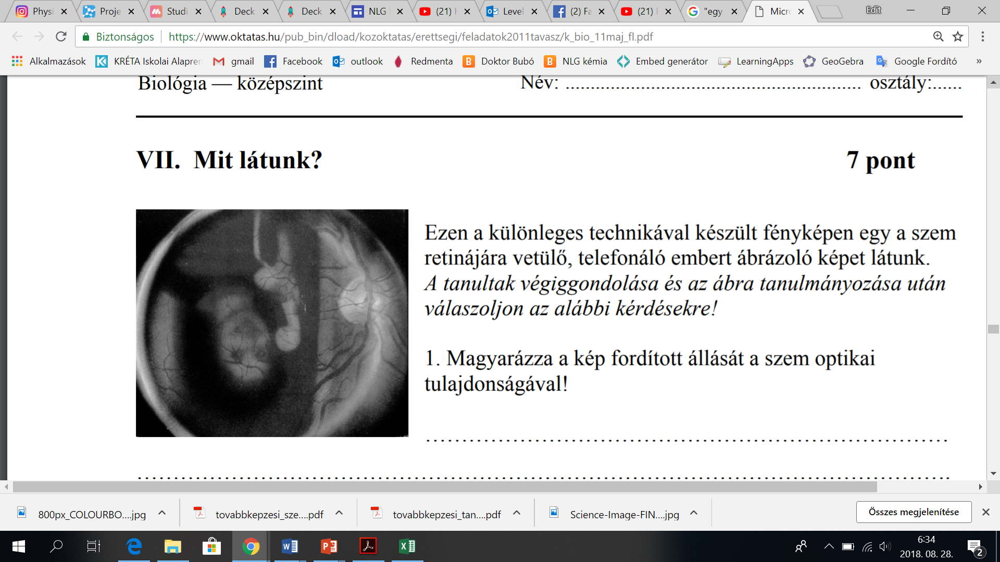 Physi
Proje
Studi
Deck
Deck
NLG
(21) H
Level
(2) Fa
(21)
"egy
Micro
Edit
Biztonságos https://www.oktatas.hu/pub_bin/dload/kozoktatas/erettsegi/feladatok2011tavasz/k_bio_11maj_fl.pdf
Alkalmazások KRÉTA Iskolai Alapren gmail Facebook outlook Redmenta Doktor Bubó NLG kémia Embed generátor LearningApps GeoGebra Google Fordító »
Biológia — középszint Név: ........................................................... osztály:......
VII. Mit látunk? 7 pont
Ezen a különleges technikával készült fényképen egy a szem
retinájára vetülő, telefonáló embert ábrázoló képet látunk.
A tanultak végiggondolása és az ábra tanulmányozása után
válaszoljon az alábbi kérdésekre!
1. Magyarázza a kép fordított állását a szem optikai
tulajdonságával!
800px_COLOURBO....jpg
tovabbkepzesi_sze....pdf
tovabbkepzesi_tan....pdf
Science-Image-FIN....jpg
Összes megjelenítése
6:34
2018. 08. 28.
2